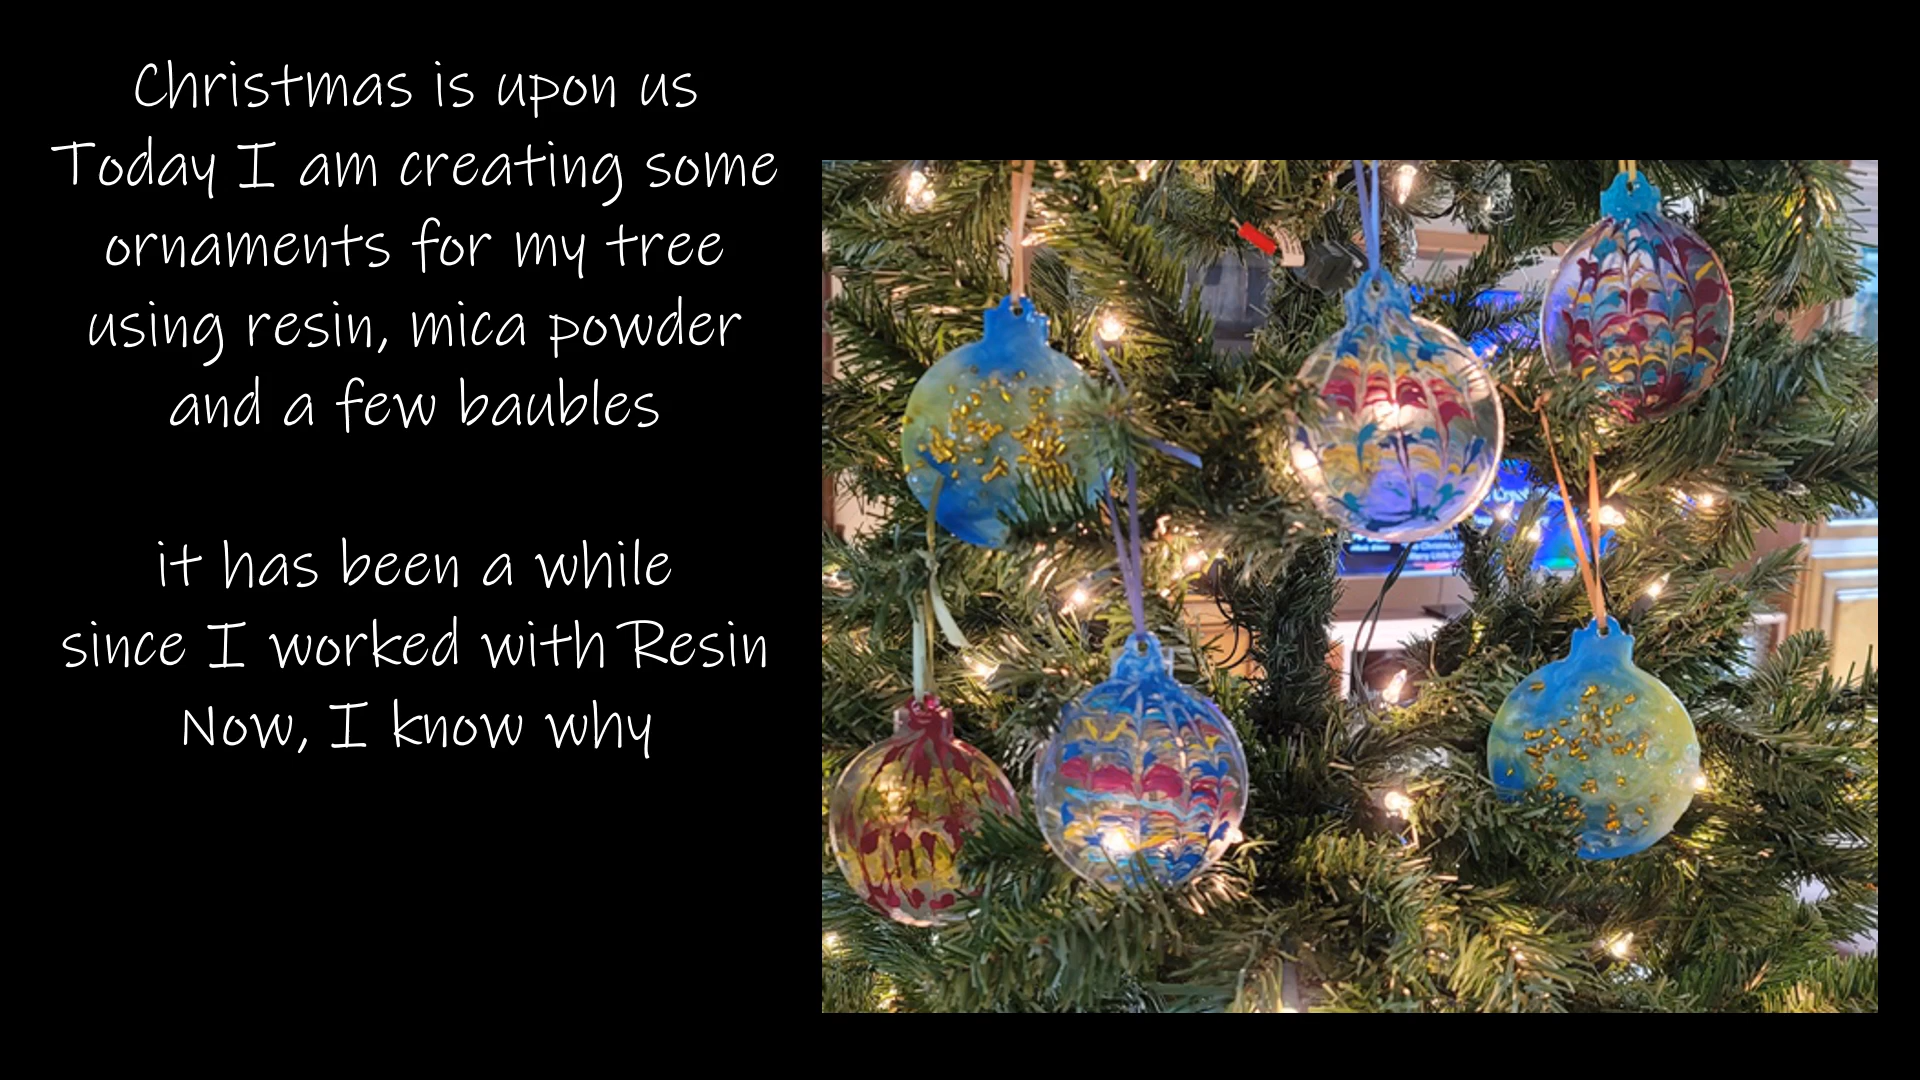 Christmas is upon us
Today I am creating some
ornaments for my tree
using resin, mica powder
and a few baubles
it has been a while
since I worked with Resin
Now, I know why